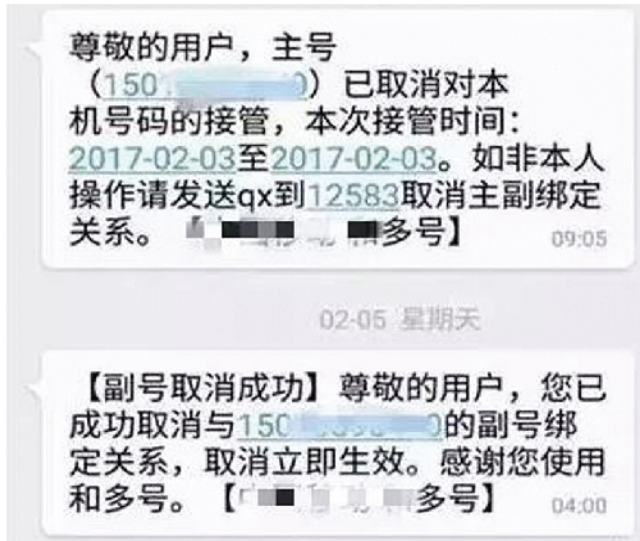 尊敬的用户，主号
（150 0）已取消对本
机号码的接管，本次接管时间：
2017-02-03至2017-02-03。如非本人
操作请发送qx到12583取消主副绑定
关系。【 多号】
09:05
02-05 星期天
【副号取消成功】尊敬的用户，您已
成功取消与150 0的副号绑
定关系，取消立即生效。感谢您使用
和多号。【 多号】
04:00